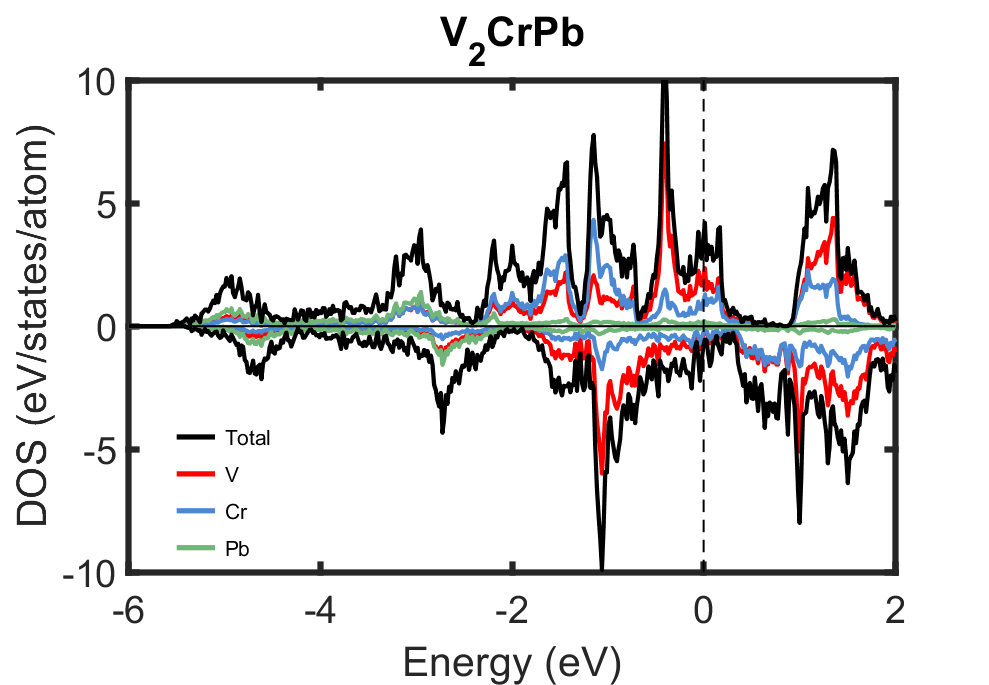 V₂CrPb
10
5
0
-5
-10
DOS (eV/states/atom)
Total
V
Cr
Pb
-6 -4 -2 0 2
Energy (eV)